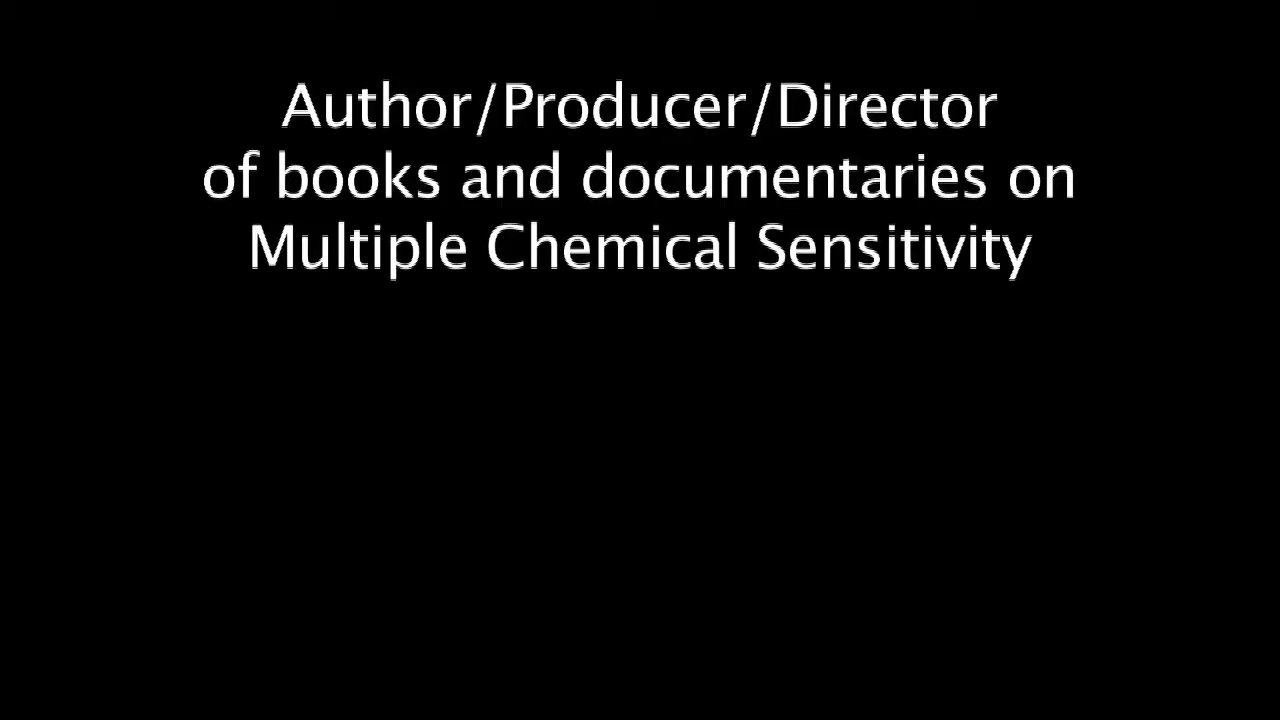 Author/Producer/Director
of books and documentaries on
Multiple Chemical Sensitivity